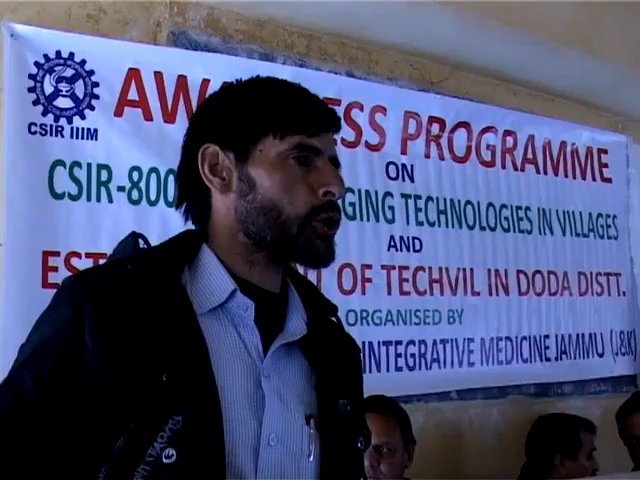 CSIR IIIM
AW ESS PROGRAMME
ON
CSIR-800 GING TECHNOLOGIES IN VILLAGES
AND
EST T OF TECHVIL IN DODA DISTT.
ORGANISED BY
INTEGRATIVE MEDICINE JAMMU (J&K)